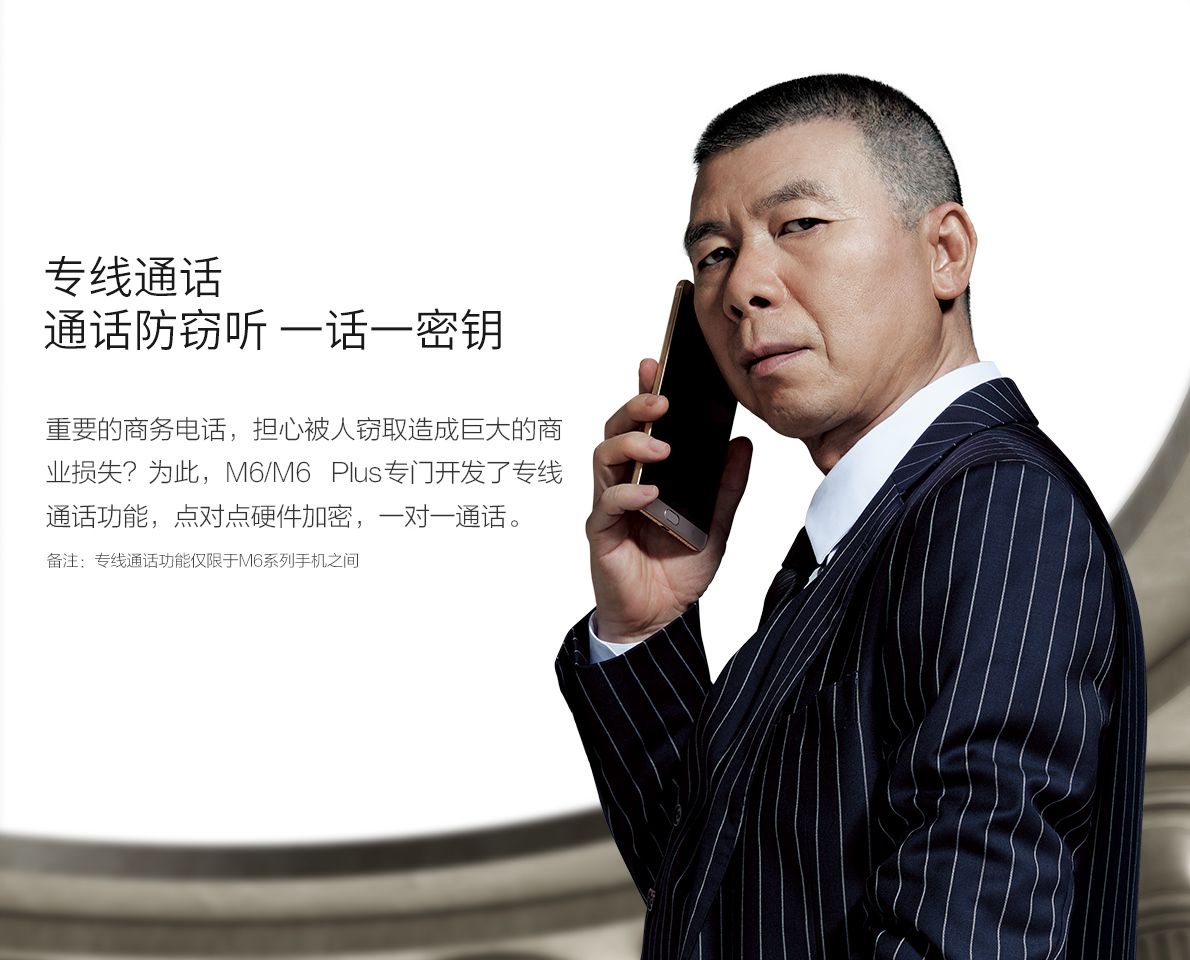 专线通话
通话防窃听 一话一密钥
重要的商务电话，担心被人窃取造成巨大的商
业损失？为此，M6/M6 Plus专门开发了专线
通话功能，点对点硬件加密，一对一通话。
备注：专线通话功能仅限于M6系列手机之间